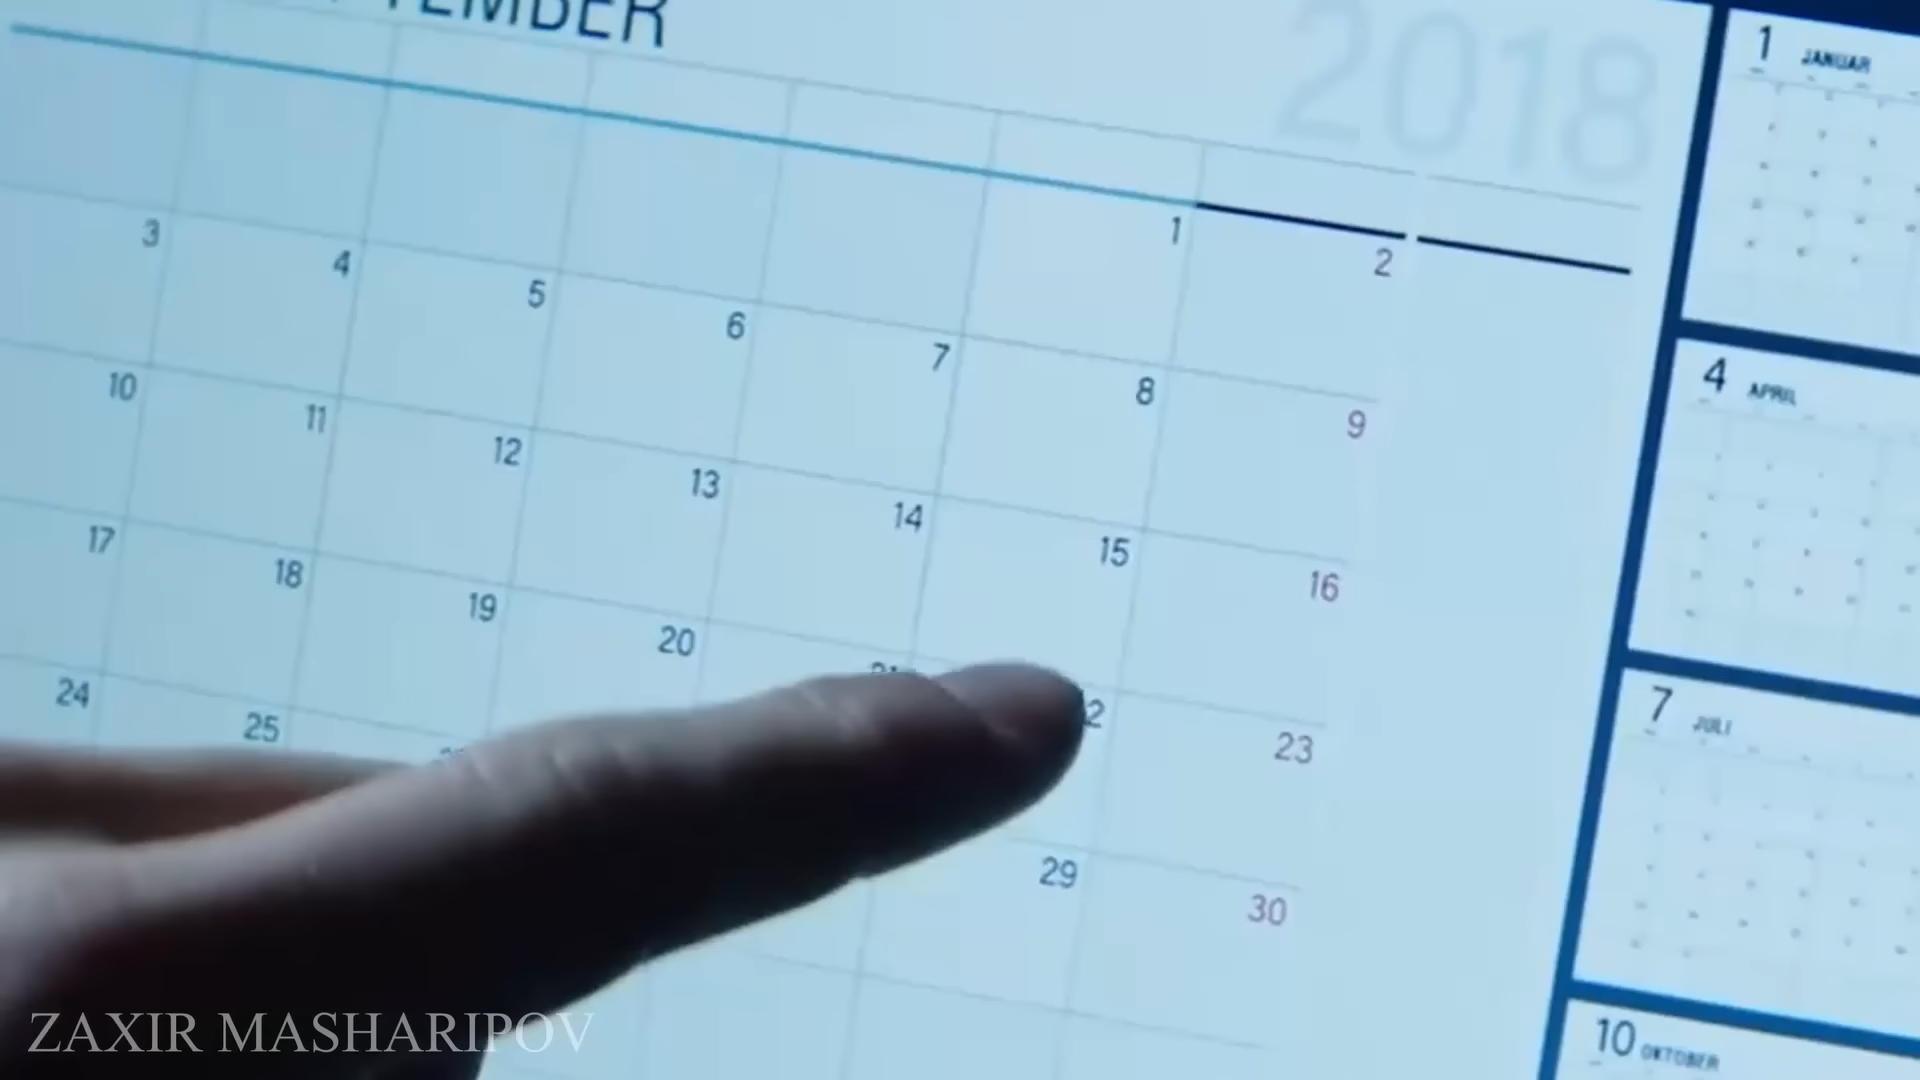 TEMBER
2018
1 2
3 4 5 6 7 8 9
10 11 12 13 14 15 16
17 18 19 20 23
24 25 29 30
1 JANUAR
4 APRIL
7 JULI
10 OKTOBER
ZAXIR MASHARIPOV